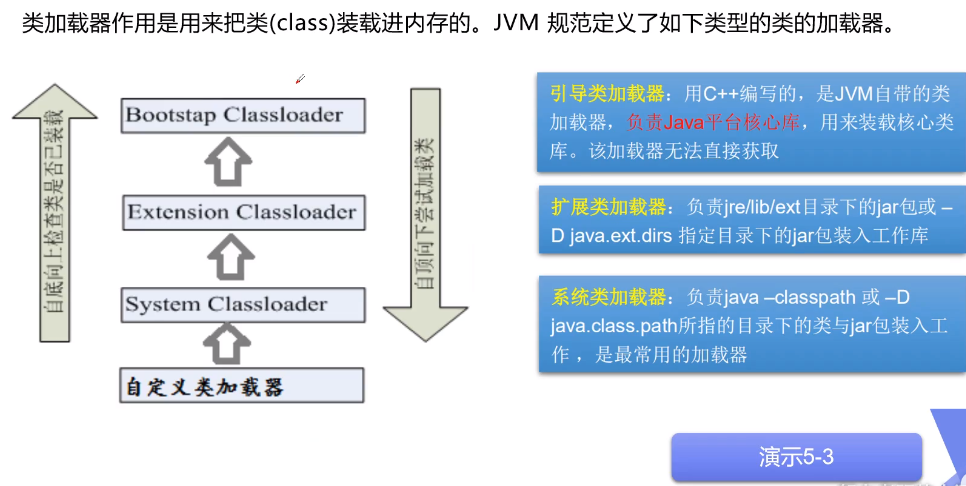 类加载器作用是用来把类(class)装载进内存的。JVM 规范定义了如下类型的类的加载器。
自底向上检查类是否已装载
Bootstap Classloader
Extension Classloader
System Classloader
自定义类加载器
自顶向下尝试加载类
引导类加载器：用C++编写的，是JVM自带的类
加载器，负责Java平台核心库，用来装载核心类
库。该加载器无法直接获取
扩展类加载器：负责jre/lib/ext目录下的jar包或 –
D java.ext.dirs 指定目录下的jar包装入工作库
系统类加载器：负责java –classpath 或 –D
java.class.path所指的目录下的类与jar包装入工
作 ，是最常用的加载器
演示5-3